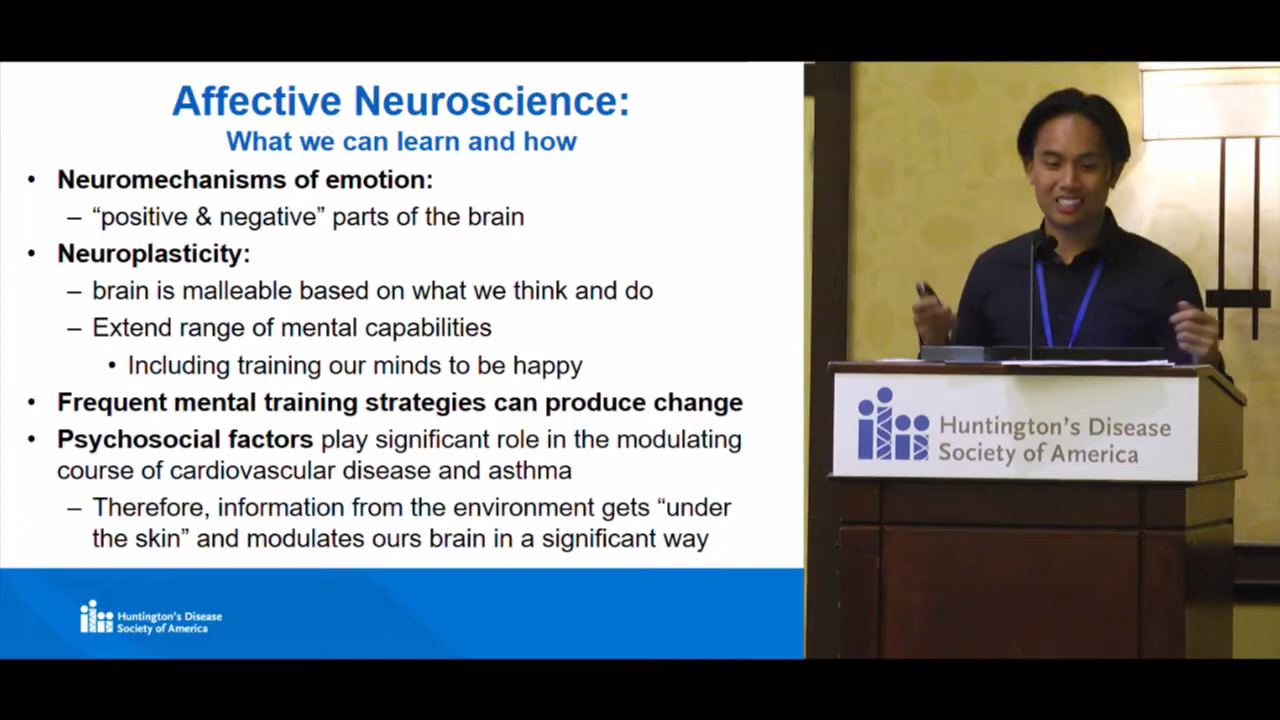 Affective Neuroscience:
What we can learn and how
• Neuromechanisms of emotion:
– “positive & negative” parts of the brain
• Neuroplasticity:
– brain is malleable based on what we think and do
– Extend range of mental capabilities
• Including training our minds to be happy
• Frequent mental training strategies can produce change
• Psychosocial factors play significant role in the modulating
course of cardiovascular disease and asthma
– Therefore, information from the environment gets “under
the skin” and modulates ours brain in a significant way
Huntington's Disease
Society of America
Huntington's Disease
Society of America